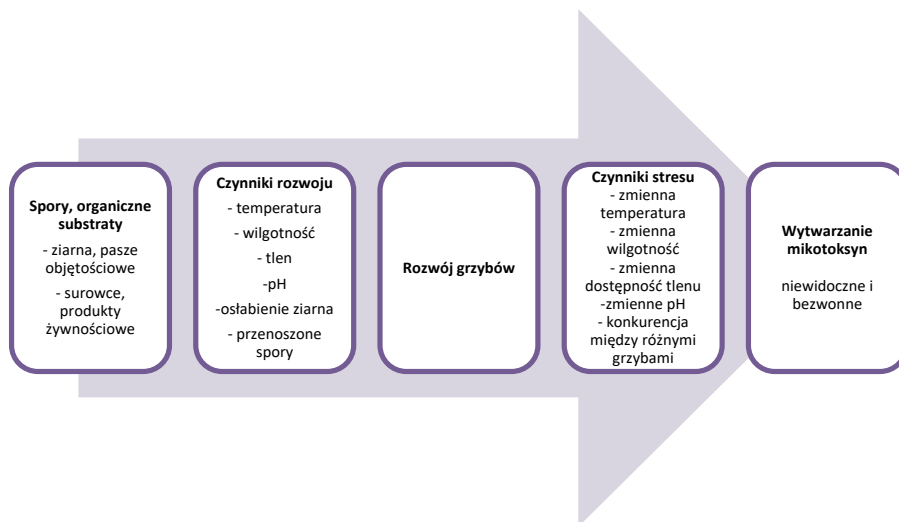 Spory, organiczne
substraty
- ziarna, pasze
objętościowe
- surowce,
produkty
żywnościowe
Czynniki rozwoju
- temperatura
- wilgotność
- tlen
-pH
-osłabienie ziarna
- przenoszone
spory
Rozwój grzybów
Czynniki stresu
- zmienna
temperatura
- zmienna
wilgotność
- zmienna
dostępność tlenu
-zmienne pH
- konkurencja
między różnymi
grzybami
Wytwarzanie
mikotoksyn
niewidoczne i
bezwonne